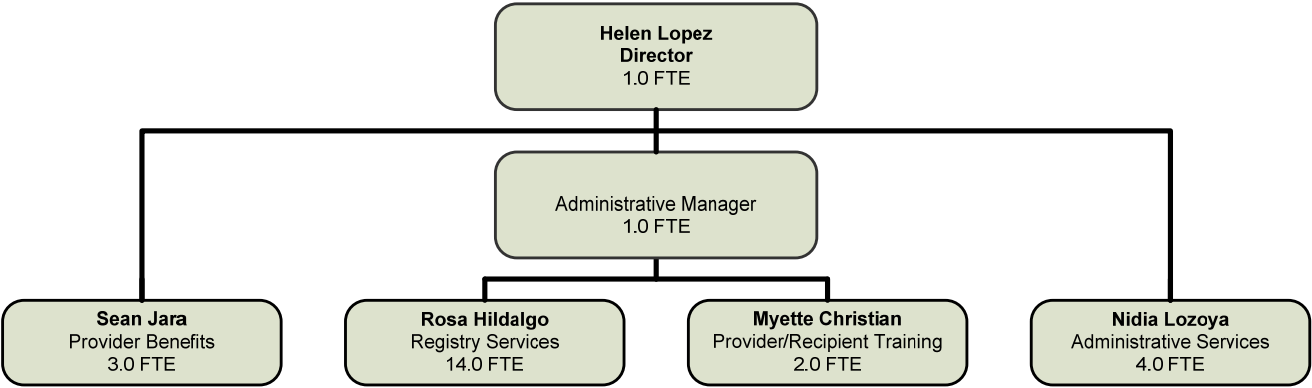 Helen Lopez
Director
1.0 FTE
Administrative Manager
1.0 FTE
Sean Jara
Provider Benefits
3.0 FTE
Rosa Hildalgo
Registry Services
14.0 FTE
Myette Christian
Provider/Recipient Training
2.0 FTE
Nidia Lozoya
Administrative Services
4.0 FTE